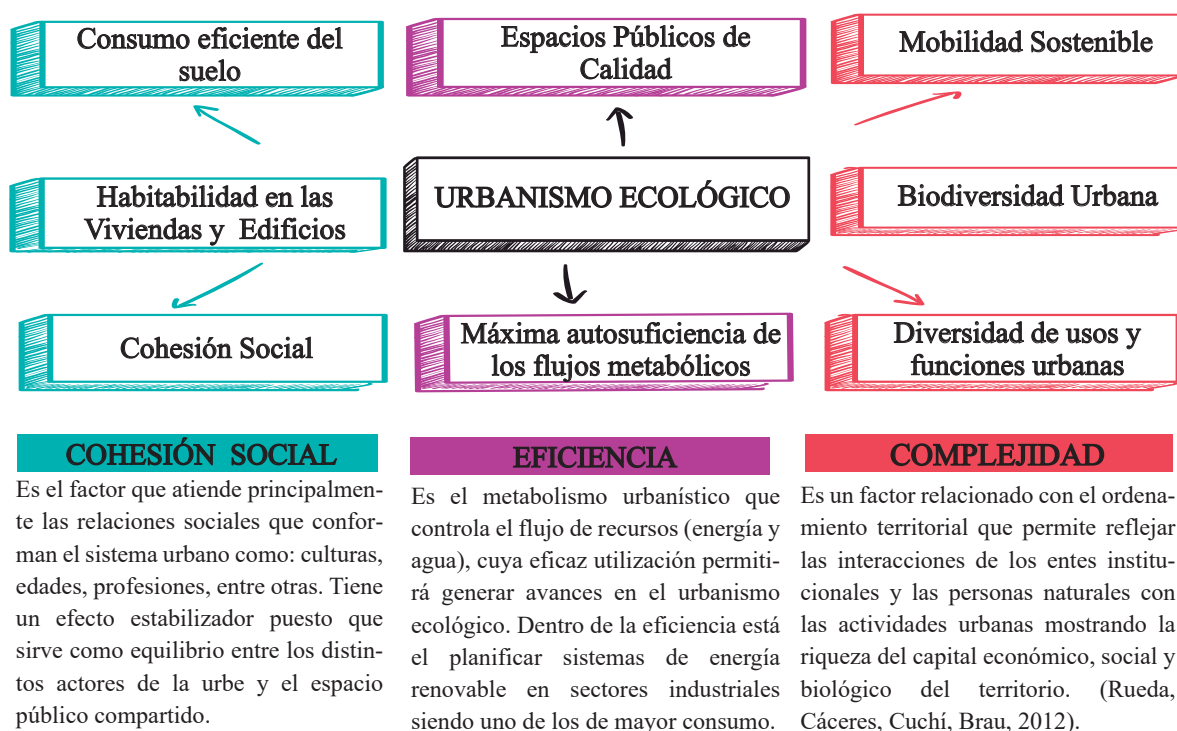 Consumo eficiente del
suelo
Espacios Públicos de
Calidad
Mobilidad Sostenible
Habitabilidad en las
Viviendas y Edificios
URBANISMO ECOLÓGICO
Biodiversidad Urbana
Cohesión Social
Máxima autosuficiencia de
los flujos metabólicos
Diversidad de usos y
funciones urbanas
COHESIÓN SOCIAL
Es el factor que atiende principalmen-
te las relaciones sociales que confor-
man el sistema urbano como: culturas,
edades, profesiones, entre otras. Tiene
un efecto estabilizador puesto que
sirve como equilibrio entre los distin-
tos actores de la urbe y el espacio
público compartido.
EFICIENCIA
Es el metabolismo urbanístico que
controla el flujo de recursos (energía y
agua), cuya eficaz utilización permiti-
rá generar avances en el urbanismo
ecológico. Dentro de la eficiencia está
el planificar sistemas de energía
renovable en sectores industriales
siendo uno de los de mayor consumo.
COMPLEJIDAD
Es un factor relacionado con el ordena-
miento territorial que permite reflejar
las interacciones de los entes institu-
cionales y las personas naturales con
las actividades urbanas mostrando la
riqueza del capital económico, social y
biológico del territorio. (Rueda,
Cáceres, Cuchí, Brau, 2012).